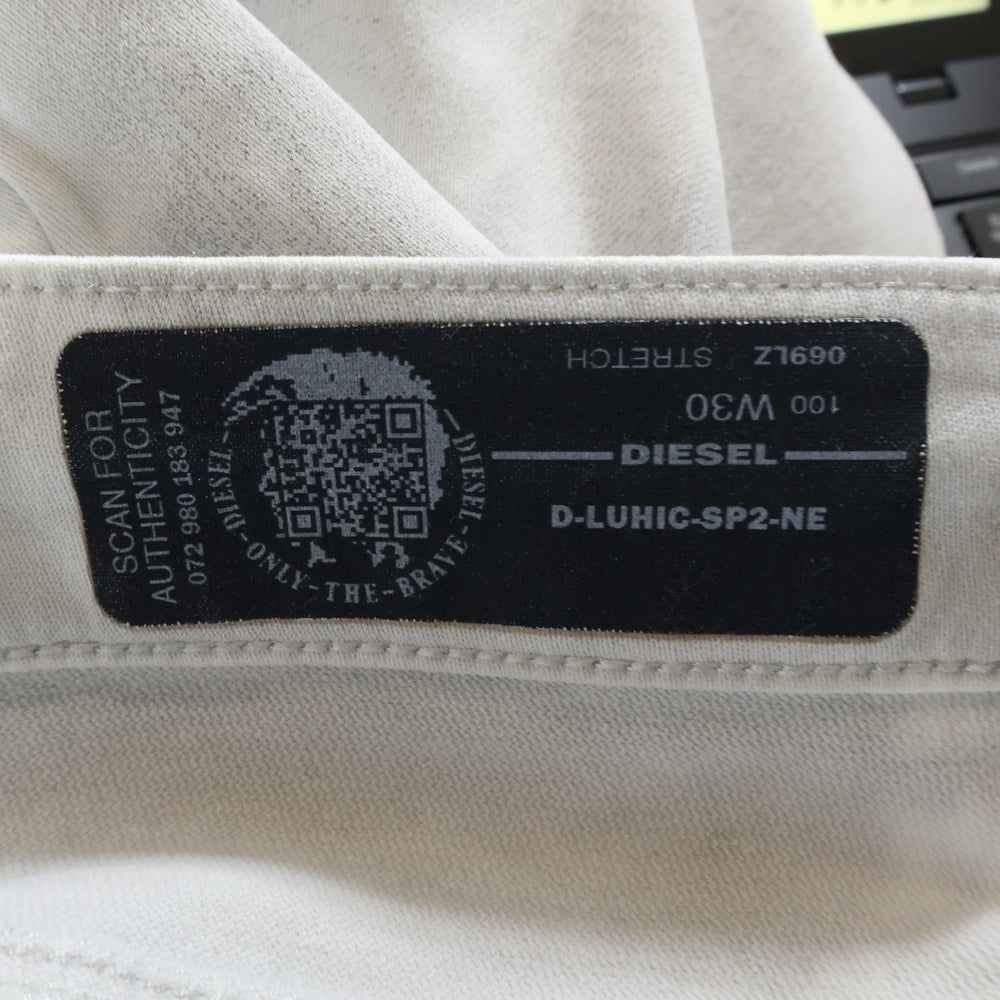 SCAN FOR
AUTHENTICITY
072 980 183 947
DIESEL-ONLY-THE-BRAVE-DIESEL-
069LZ STRETCH
100 W30
DIESEL
D-LUHIC-SP2-NE